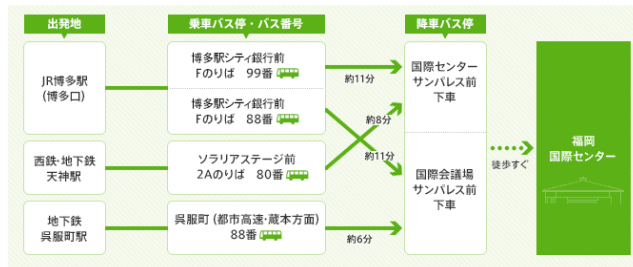 出発地
乗車バス停・バス番号
降車バス停
JR博多駅
(博多口)
博多駅シティ銀行前
Fのりば 99番
博多駅シティ銀行前
Fのりば 88番
西鉄・地下鉄
天神駅
ソラリアステージ前
2Aのりば 80番
地下鉄
呉服町駅
呉服町 (都市高速・蔵本方面)
88番
約11分
約8分
約11分
約6分
国際センター
サンパレス前
下車
国際会議場
サンパレス前
下車
徒歩すぐ
福岡
国際センター